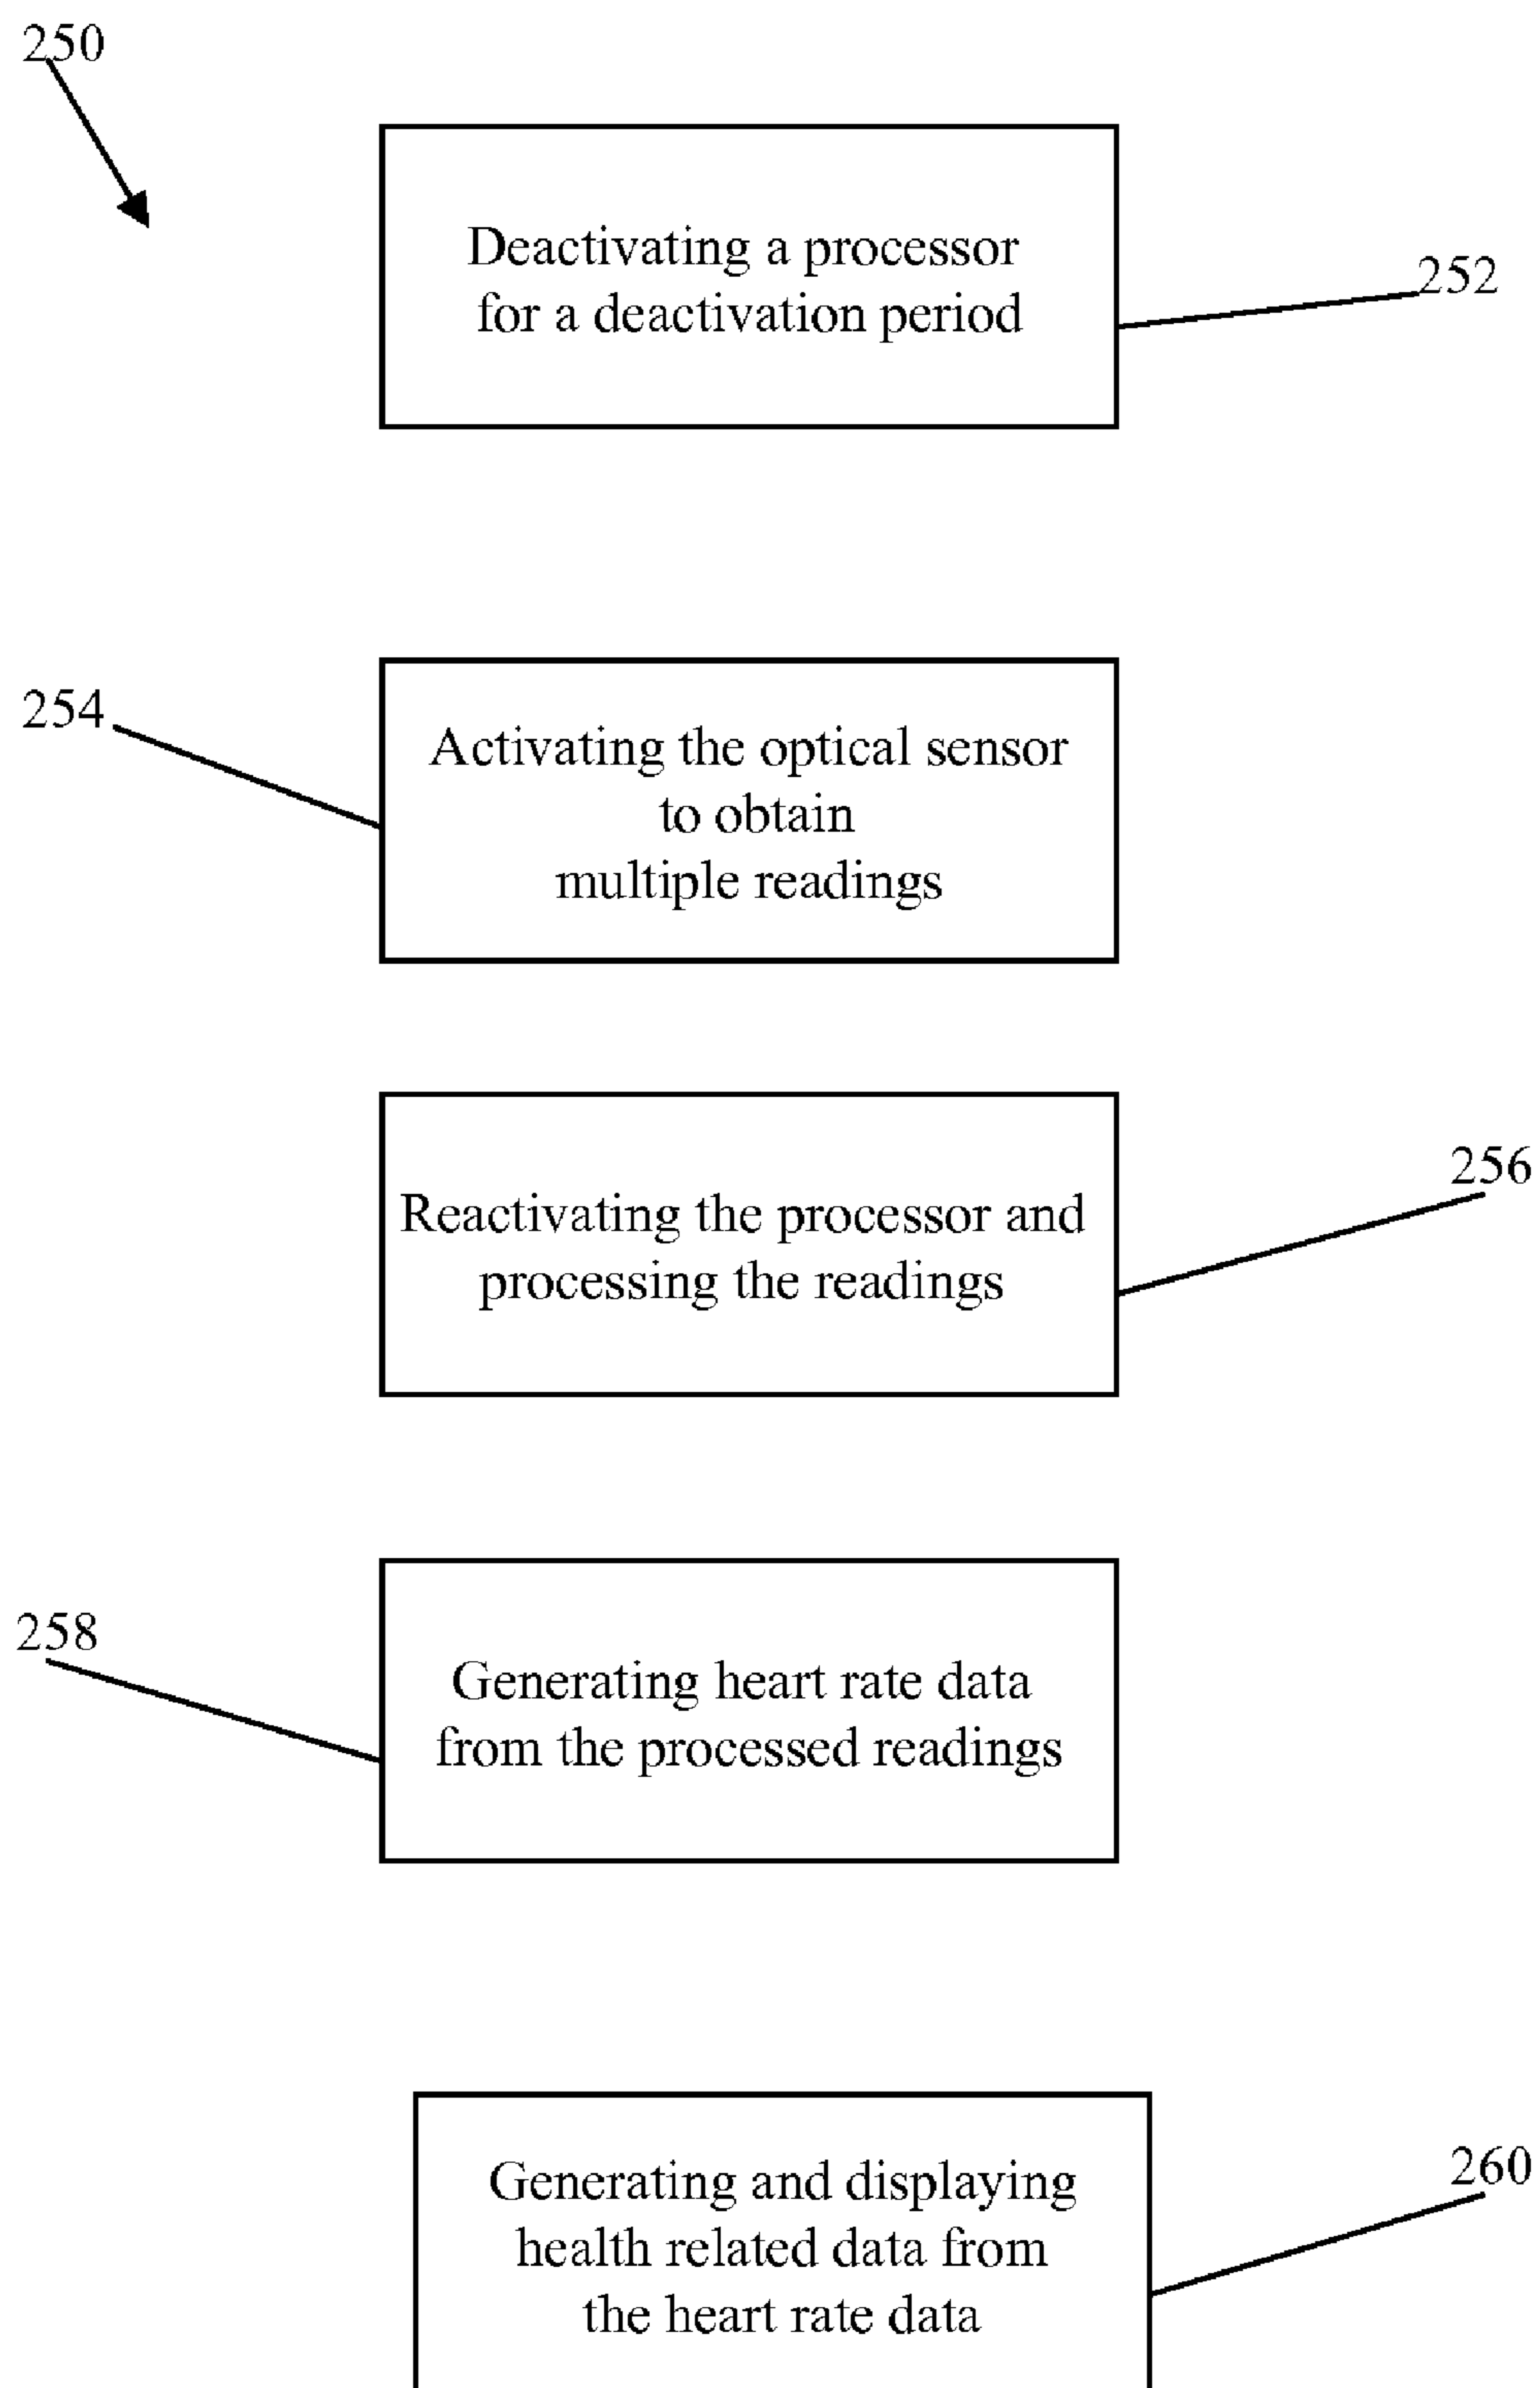 250
Deactivating a processor
for a deactivation period
252
254
Activating the optical sensor
to obtain
multiple readings
256
Reactivating the processor and
processing the readings
258
Generating heart rate data
from the processed readings
260
Generating and displaying
health related data from
the heart rate data